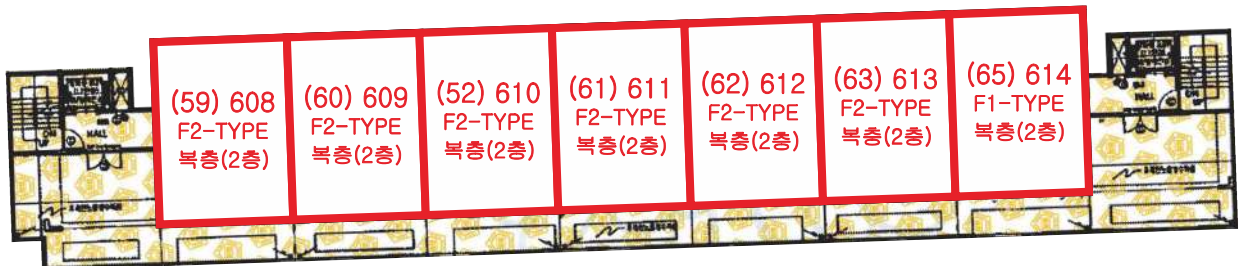 (59) 608
F2-TYPE
복층(2층)
(60) 609
F2-TYPE
복층(2층)
(52) 610
F2-TYPE
복층(2층)
(61) 611
F2-TYPE
복층(2층)
(62) 612
F2-TYPE
복층(2층)
(63) 613
F2-TYPE
복층(2층)
(65) 614
F1-TYPE
복층(2층)
HALL
HALL